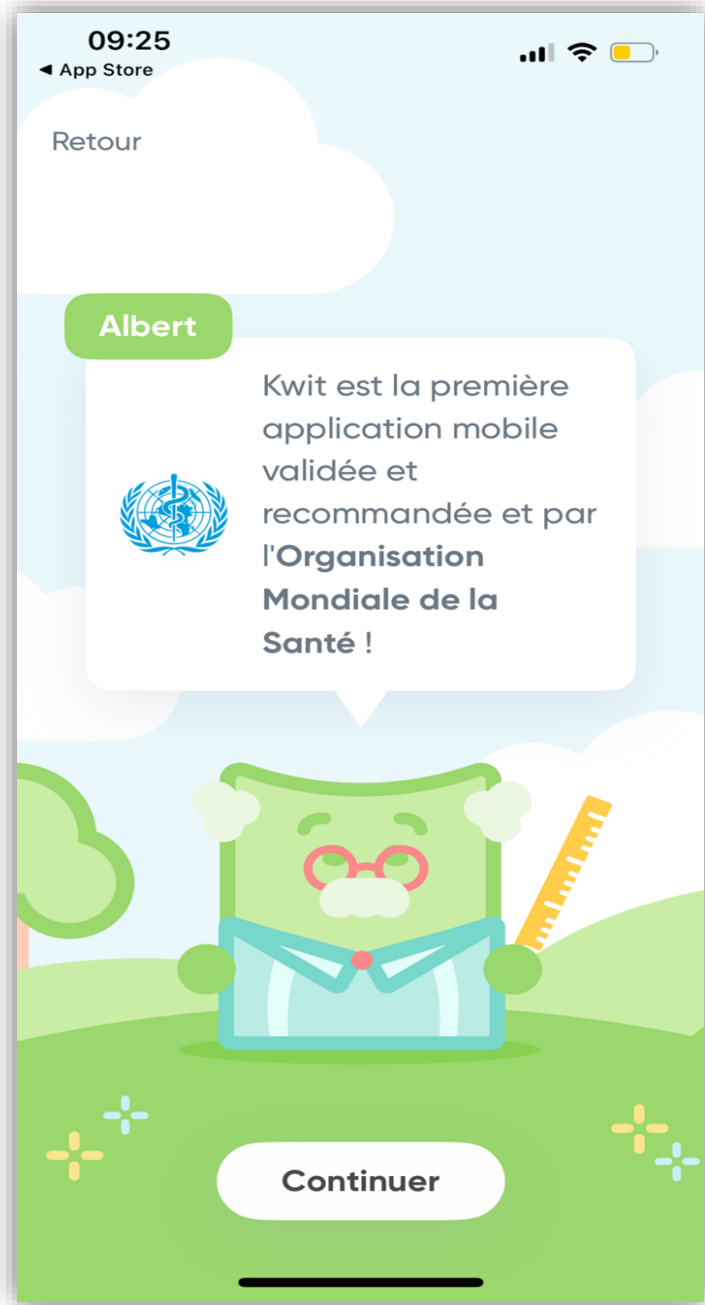 09:25
◀ App Store
Retour
Albert
Kwit est la première
application mobile
validée et
recommandée et par
l'Organisation
Mondiale de la
Santé !
Continuer